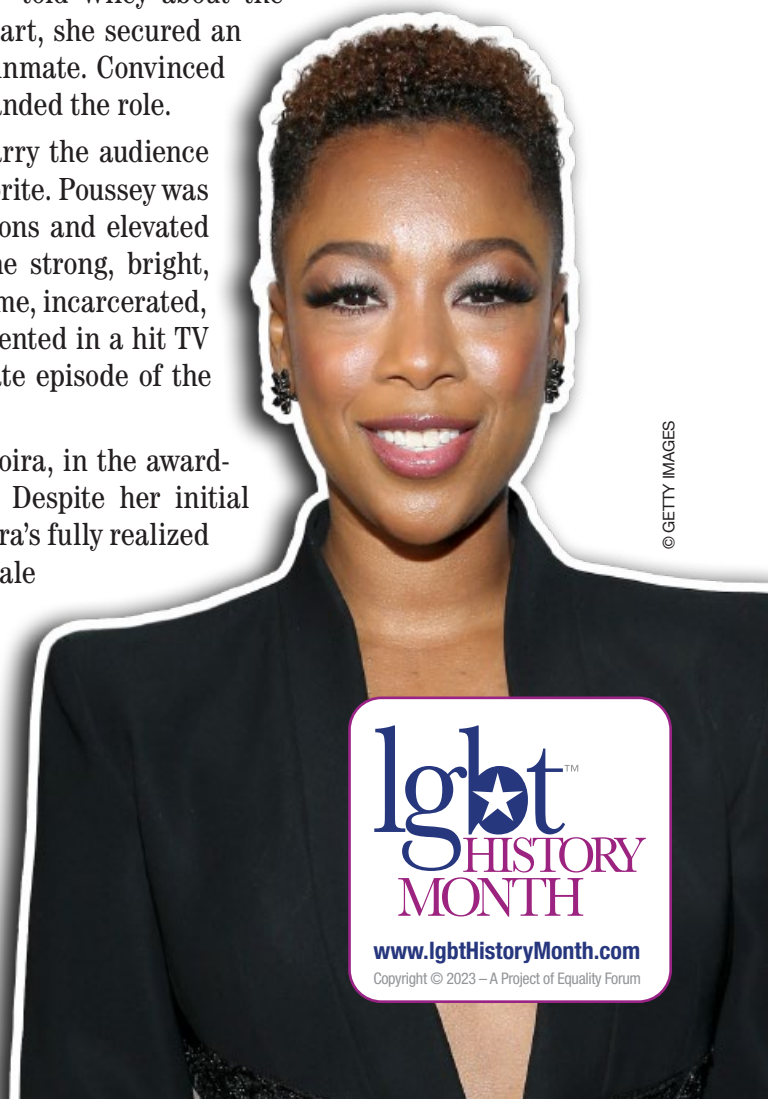 told Wiley about the
art, she secured an
nmate. Convinced
nded the role.
rry the audience
rite. Poussey was
ons and elevated
e strong, bright,
me, incarcerated,
ented in a hit TV
te episode of the
oira, in the award-
Despite her initial
ra’s fully realized
ale
© GETTY IMAGES
lgbt™
HISTORY
MONTH
www.lgbtHistoryMonth.com
Copyright © 2023 – A Project of Equality Forum